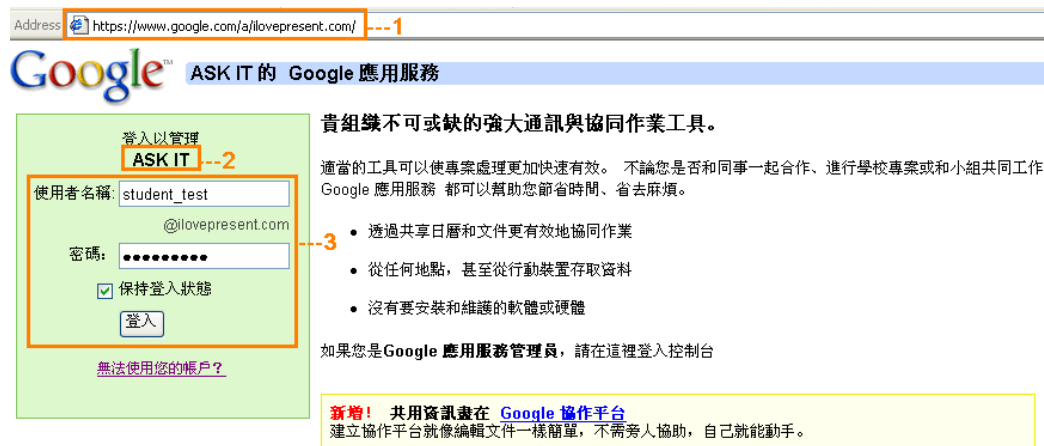 Address https://www.google.com/a/ilovepresent.com/ ---1
Google™ ASK IT 的 Google 應用服務
登入以管理
ASK IT ---2
使用者名稱: student_test
@ilovepresent.com
---3
密碼: •••••••••
保持登入狀態
登入
無法使用您的帳戶?
貴組織不可或缺的強大通訊與協同作業工具。
適當的工具可以使專案處理更加快速有效。 不論您是否和同事一起合作、進行學校專案或和小組共同工作
Google 應用服務 都可以幫助您節省時間、省去麻煩。
• 透過共享日曆和文件更有效地協同作業
• 從任何地點，甚至從行動裝置存取資料
• 沒有要安裝和維護的軟體或硬體
如果您是Google 應用服務管理員，請在這裡登入控制台
新增! 共用資訊盡在 Google 協作平台
建立協作平台就像編輯文件一樣簡單，不需旁人協助，自己就能動手。